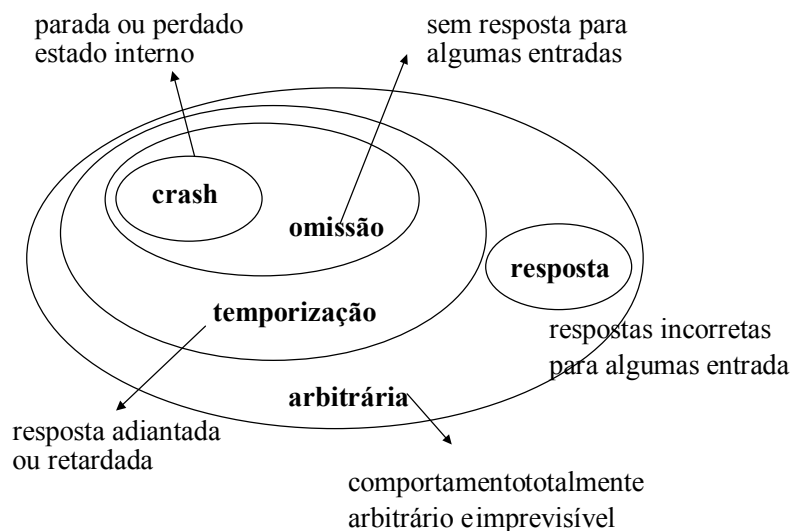 parada ou perdado
estado interno
sem resposta para
algumas entradas
crash
omissão
resposta
temporização
respostas incorretas
para algumas entrada
arbitrária
resposta adiantada
ou retardada
comportamentototalmente
arbitrário e imprevisível